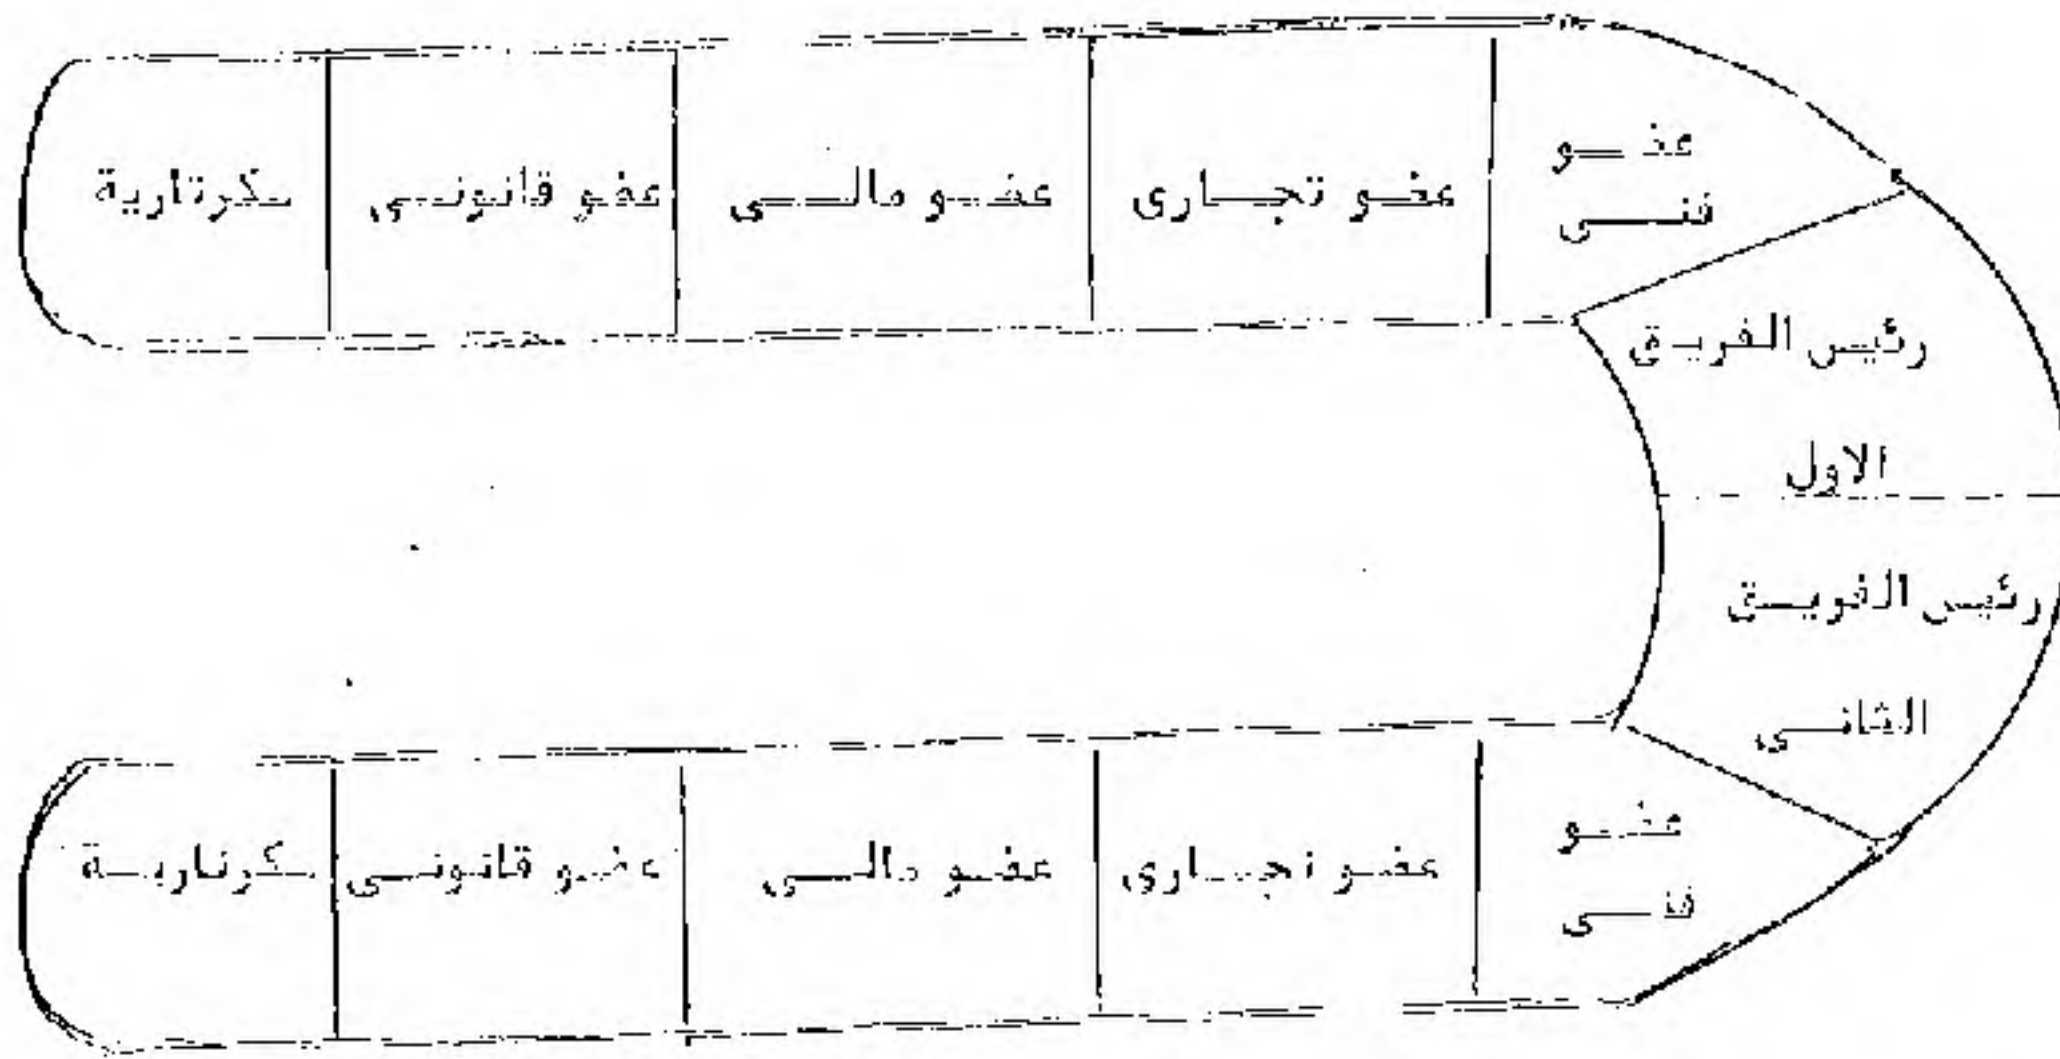 عضو
فنى
عضو تجارى
عضو مالى
عضو قانونى
سكرتارية
رئيس الفريق
الاول
رئيس الفريق
الثانى
عضو
فنى
عضو تجارى
عضو مالى
عضو قانونى
سكرتارية